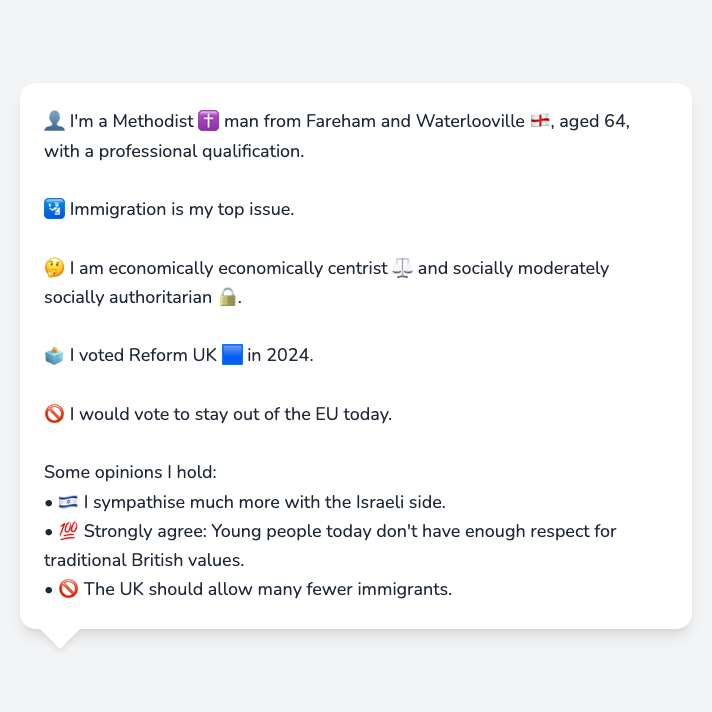 👤 I'm a Methodist ✝️ man from Fareham and Waterlooville 🏴󠁧󠁢󠁥󠁮󠁧󠁿, aged 64,
with a professional qualification.
🛂 Immigration is my top issue.
🤔 I am economically economically centrist ⚖️ and socially moderately
socially authoritarian 🔒.
🗳️ I voted Reform UK 🟦 in 2024.
🚫 I would vote to stay out of the EU today.
Some opinions I hold:
• 🇮🇱 I sympathise much more with the Israeli side.
• 💯 Strongly agree: Young people today don't have enough respect for
traditional British values.
• 🚫 The UK should allow many fewer immigrants.